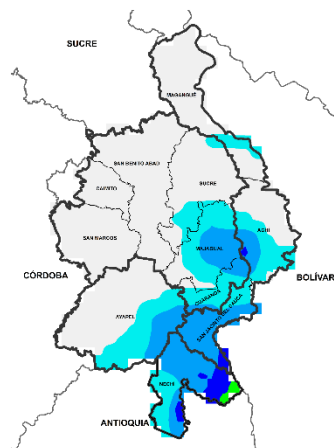 SUCRE
MAGANGUÉ
SAN BENITO ABAD
CAIMITO
SUCRE
SAN MARCOS
MAJAGUAL
ACHÍ
CÓRDOBA
BOLÍVAR
GUARANDA
AYAPEL
SAN JACINTO DEL CAUCA
NECHÍ
ANTIOQUIA